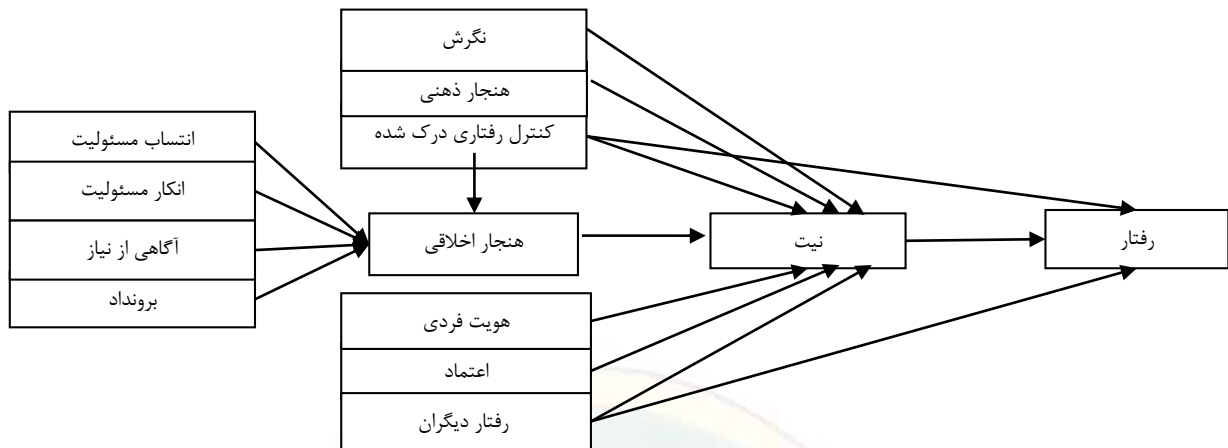 نگرش
هنجار ذهنی
کنترل رفتاری درک شده
انتساب مسئولیت
انکار مسئولیت
آگاهی از نیاز
برونداد
هنجار اخلاقی
نیت
رفتار
هویت فردی
اعتماد
رفتار دیگران